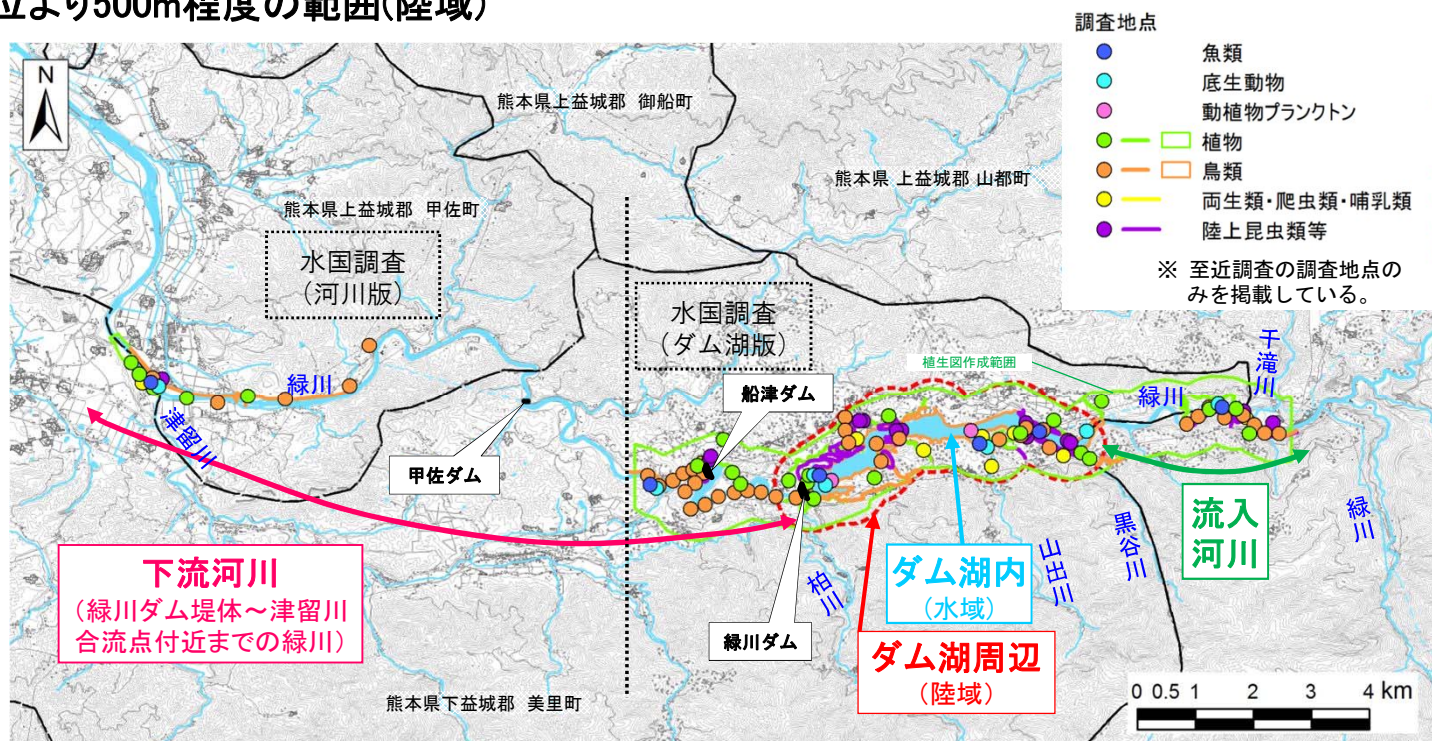 位より500m程度の範囲(陸域)
調査地点
魚類
底生動物
動植物プランクトン
植物
鳥類
両生類・爬虫類・哺乳類
陸上昆虫類等
※ 至近調査の調査地点の
みを掲載している。
N
熊本県上益城郡 御船町
熊本県 上益城郡 山都町
熊本県上益城郡 甲佐町
水国調査
（河川版）
水国調査
（ダム湖版）
植生図作成範囲
千滝川
緑川
緑川
船津ダム
津留川
甲佐ダム
流入
河川
緑川
黒谷川
山出川
柏川
ダム湖内
（水域）
下流河川
（緑川ダム堤体～津留川
合流点付近までの緑川）
緑川ダム
ダム湖周辺
（陸域）
熊本県下益城郡 美里町
0 0.5 1 2 3 4 km